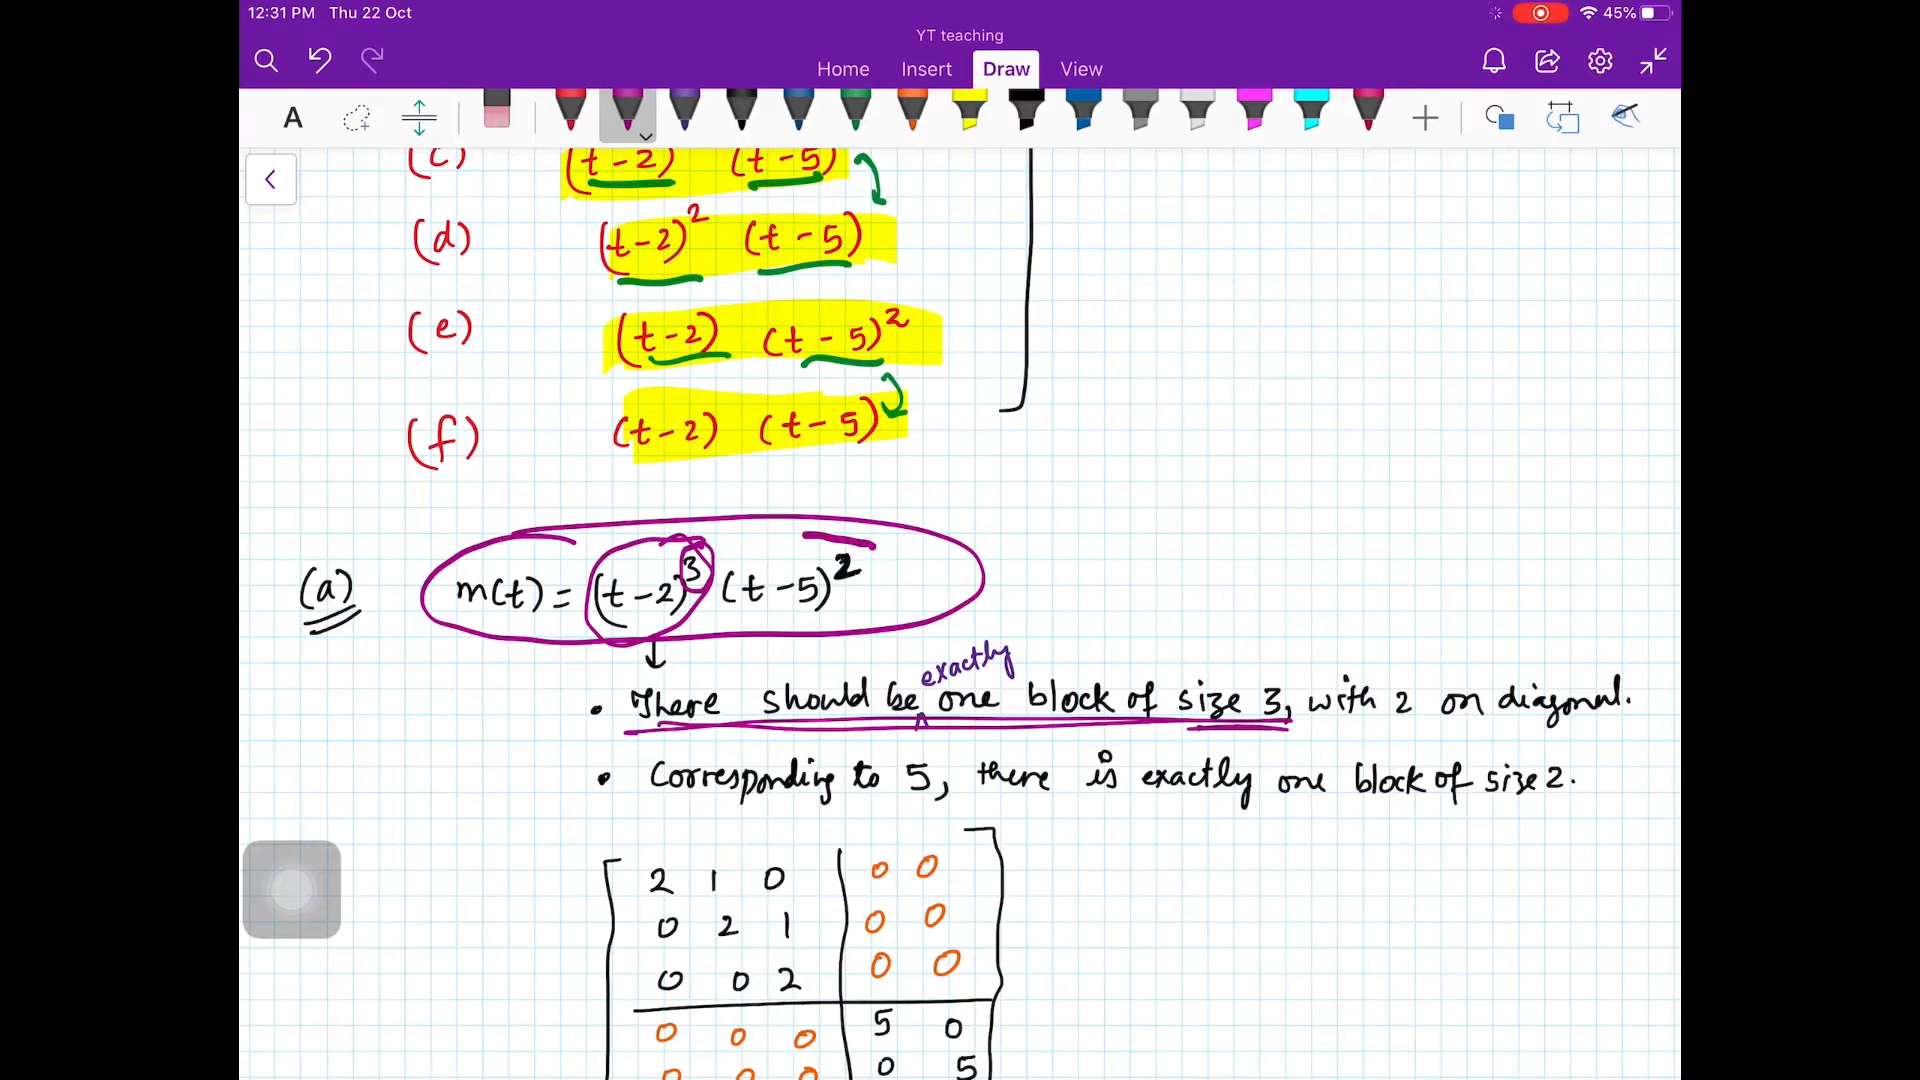 12:31 PM Thu 22 Oct
45%
YT teaching
Home Insert Draw View
A
(c) (t-2) (t-5)
(d) (t-2)² (t-5)
(e) (t-2) (t-5)²
(f) (t-2) (t-5)
(a) m(t) = (t-2)³ (t-5)²
exactly
• There should be one block of size 3, with 2 on diagonal.
• Corresponding to 5, there is exactly one block of size 2.
2 1 0 0 0
0 2 1 0 0
0 0 2 0 0
0 0 0 5 0
0 0 0 0 5